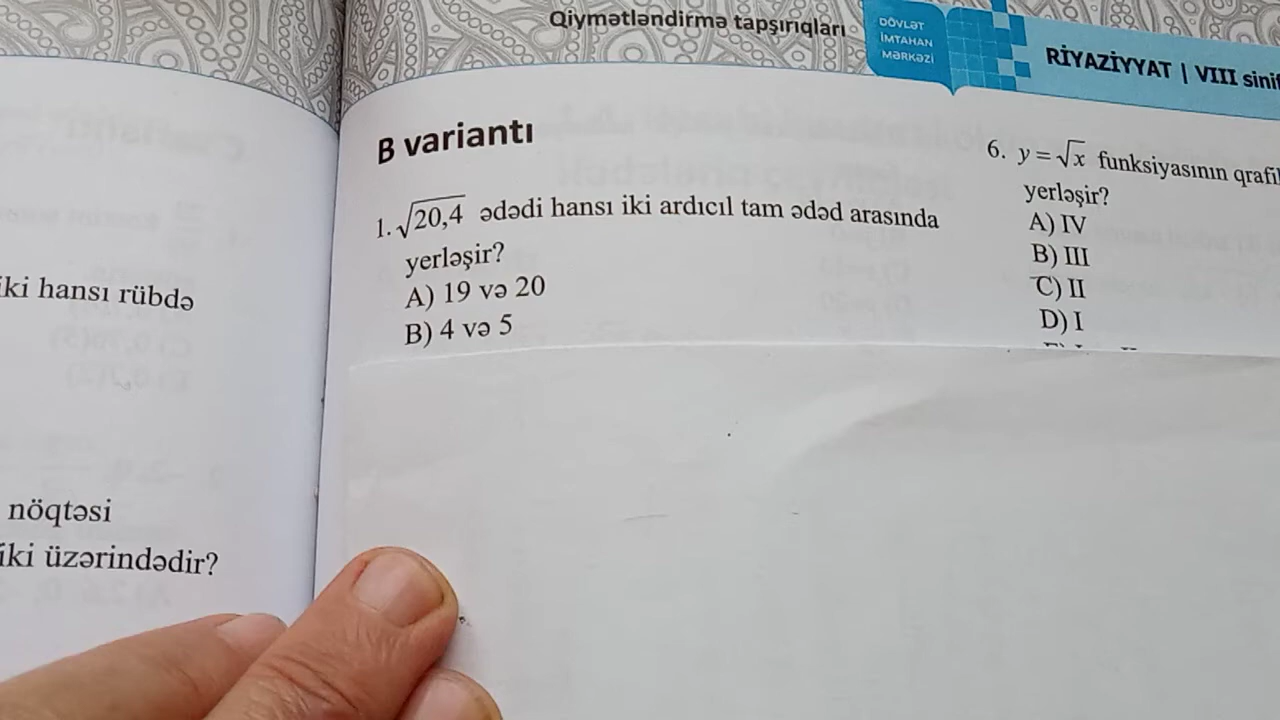 Qiymətləndirmə tapşırıqları
DÖVLƏT
İMTAHAN
MƏRKƏZİ
RİYAZİYYAT | VIII sinif
iki hansı rübdə
nöqtəsi
iki üzərindədir?
B variantı
1. √20,4 ədədi hansı iki ardıcıl tam ədəd arasında
yerləşir?
A) 19 və 20
B) 4 və 5
6. y = √x funksiyasının
yerləşir?
A) IV
B) III
C) II
D) I